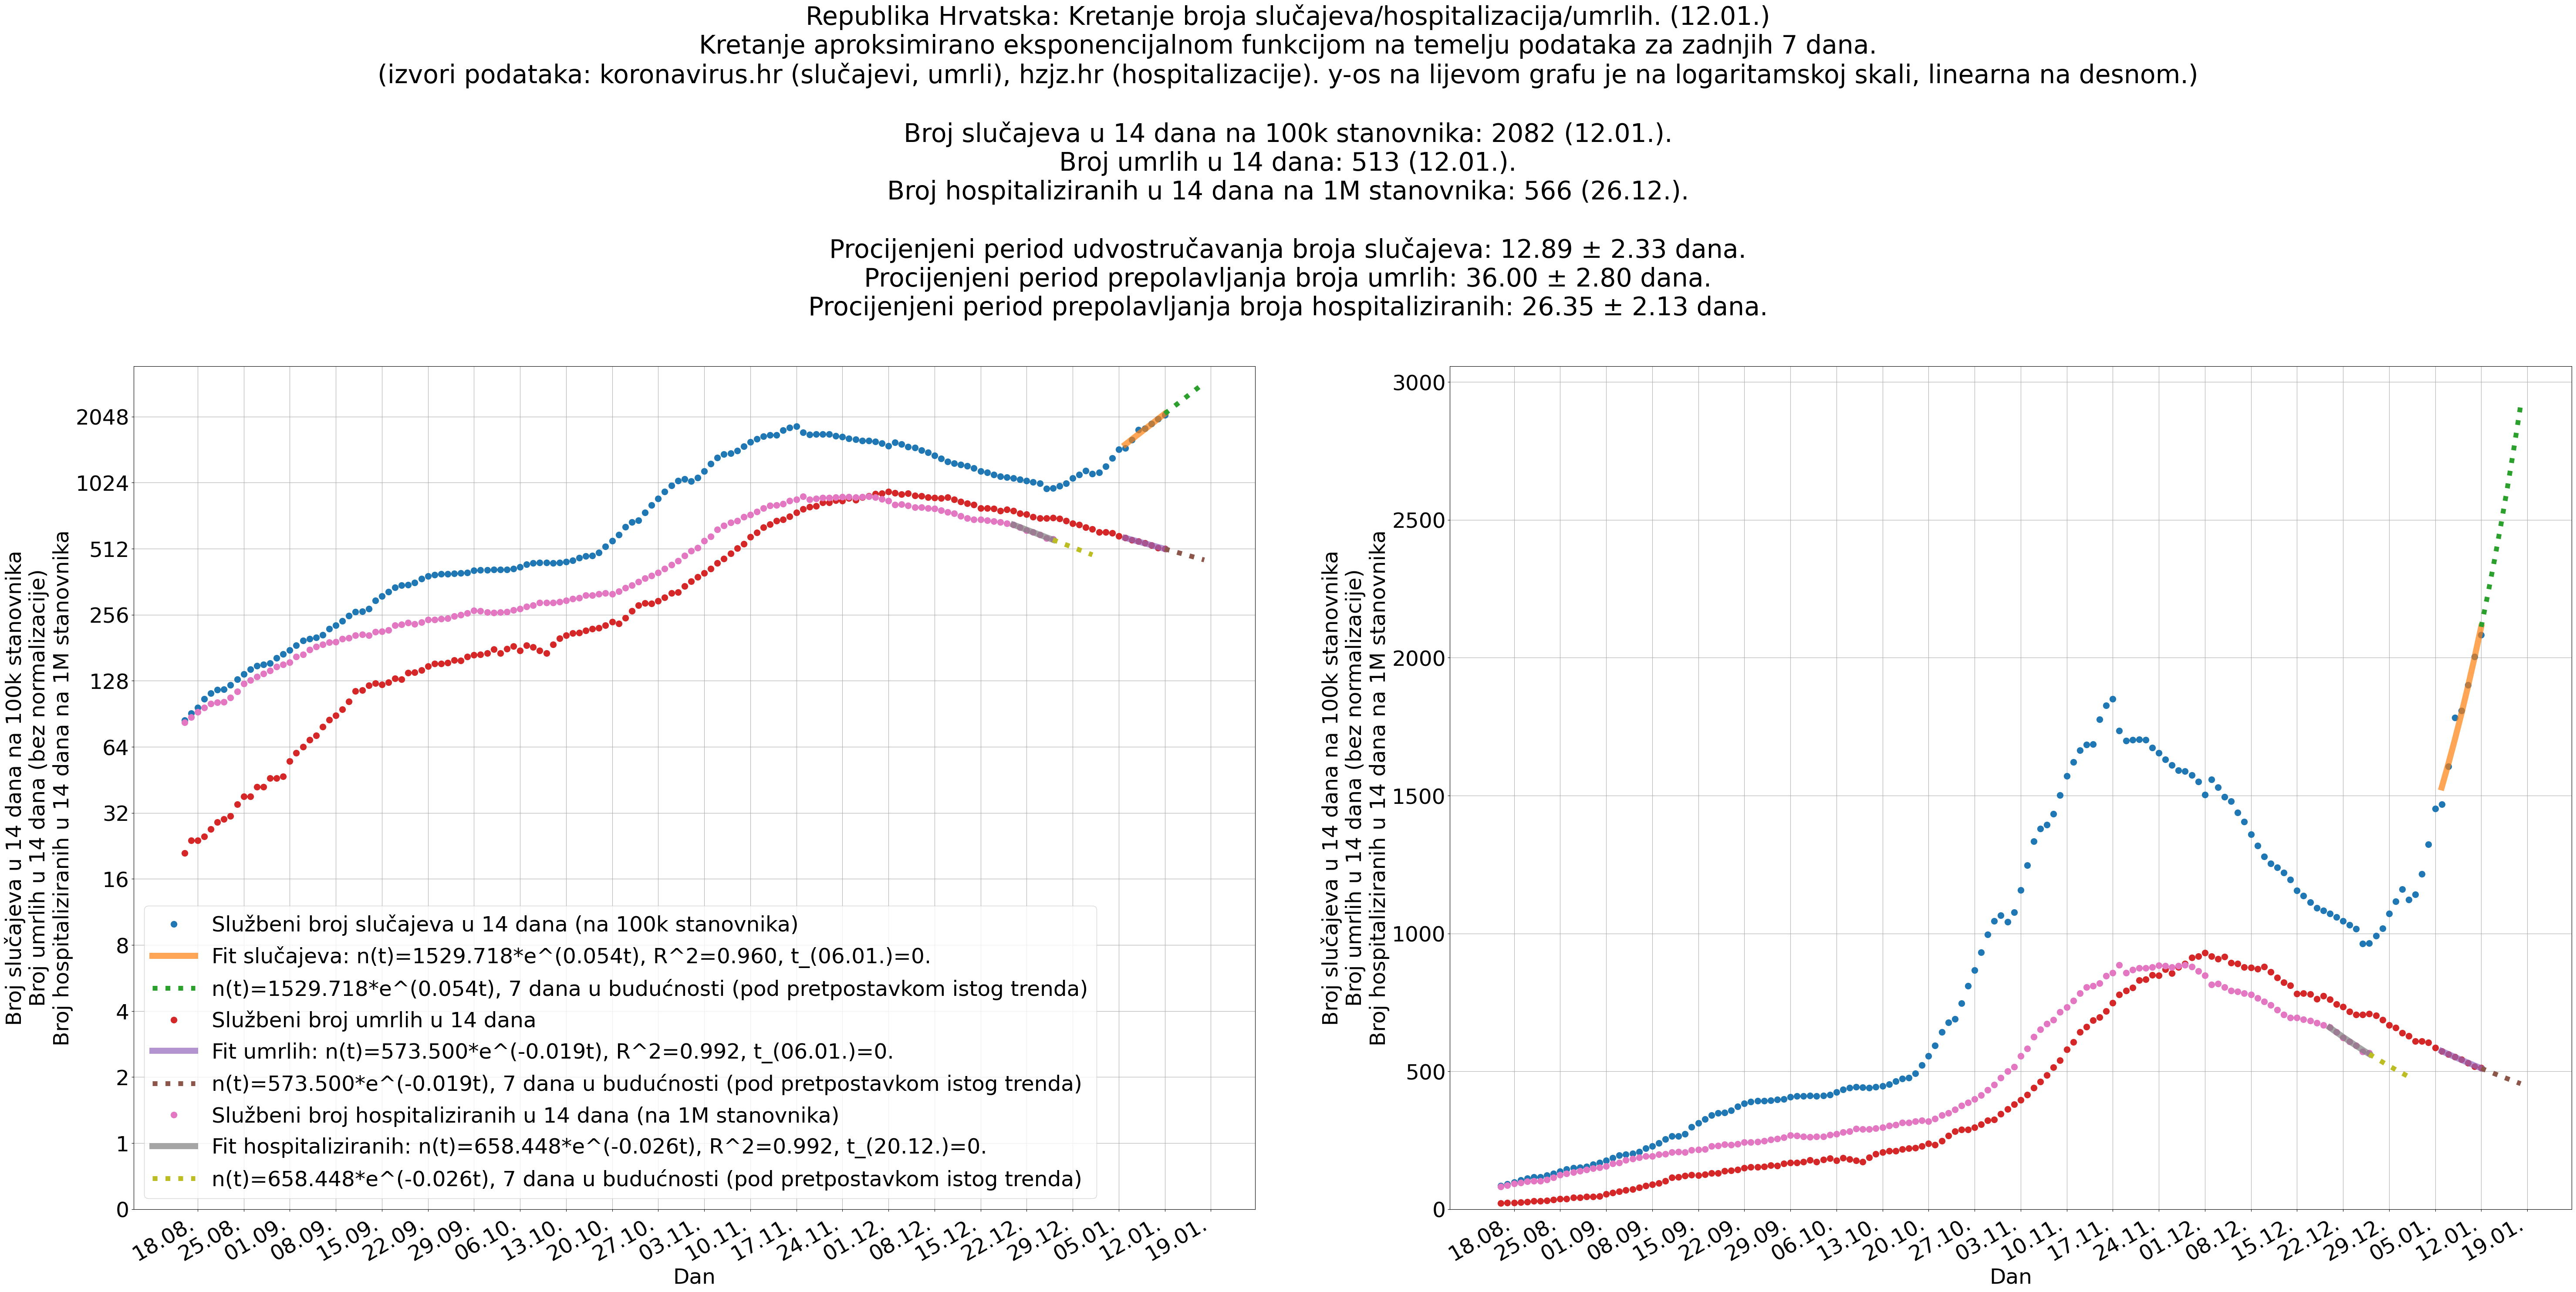 Republika Hrvatska: Kretanje broja slučajeva/hospitalizacija/umrlih. (12.01.)
Kretanje aproksimirano eksponencijalnom funkcijom na temelju podataka za zadnjih 7 dana.
(izvori podataka: koronavirus.hr (slučajevi, umrli), hzjz.hr (hospitalizacije). y-os na lijevom grafu je na logaritamskoj skali, linearna na desnom.)
Broj slučajeva u 14 dana na 100k stanovnika: 2082 (12.01.).
Broj umrlih u 14 dana: 513 (12.01.).
Broj hospitaliziranih u 14 dana na 1M stanovnika: 566 (26.12.).
Procijenjeni period udvostručavanja broja slučajeva: 12.89 ± 2.33 dana.
Procijenjeni period prepolavljanja broja umrlih: 36.00 ± 2.80 dana.
Procijenjeni period prepolavljanja broja hospitaliziranih: 26.35 ± 2.13 dana.
Broj slučajeva u 14 dana na 100k stanovnika
Broj umrlih u 14 dana (bez normalizacije)
Broj hospitaliziranih u 14 dana na 1M stanovnika
2048
1024
512
256
128
64
32
16
8
4
2
1
0
Službeni broj slučajeva u 14 dana (na 100k stanovnika)
Fit slučajeva: n(t)=1529.718*e^(0.054t), R^2=0.960, t_(06.01.)=0.
n(t)=1529.718*e^(0.054t), 7 dana u budućnosti (pod pretpostavkom istog trenda)
Službeni broj umrlih u 14 dana
Fit umrlih: n(t)=573.500*e^(-0.019t), R^2=0.992, t_(06.01.)=0.
n(t)=573.500*e^(-0.019t), 7 dana u budućnosti (pod pretpostavkom istog trenda)
Službeni broj hospitaliziranih u 14 dana (na 1M stanovnika)
Fit hospitaliziranih: n(t)=658.448*e^(-0.026t), R^2=0.992, t_(20.12.)=0.
n(t)=658.448*e^(-0.026t), 7 dana u budućnosti (pod pretpostavkom istog trenda)
18.08. 25.08. 01.09. 08.09. 15.09. 22.09. 29.09. 06.10. 13.10. 20.10. 27.10. 03.11. 10.11. 17.11. 24.11. 01.12. 08.12. 15.12. 22.12. 29.12. 05.01. 12.01. 19.01.
Dan
Broj slučajeva u 14 dana na 100k stanovnika
Broj umrlih u 14 dana (bez normalizacije)
Broj hospitaliziranih u 14 dana na 1M stanovnika
3000
2500
2000
1500
1000
500
0
18.08. 25.08. 01.09. 08.09. 15.09. 22.09. 29.09. 06.10. 13.10. 20.10. 27.10. 03.11. 10.11. 17.11. 24.11. 01.12. 08.12. 15.12. 22.12. 29.12. 05.01. 12.01. 19.01.
Dan